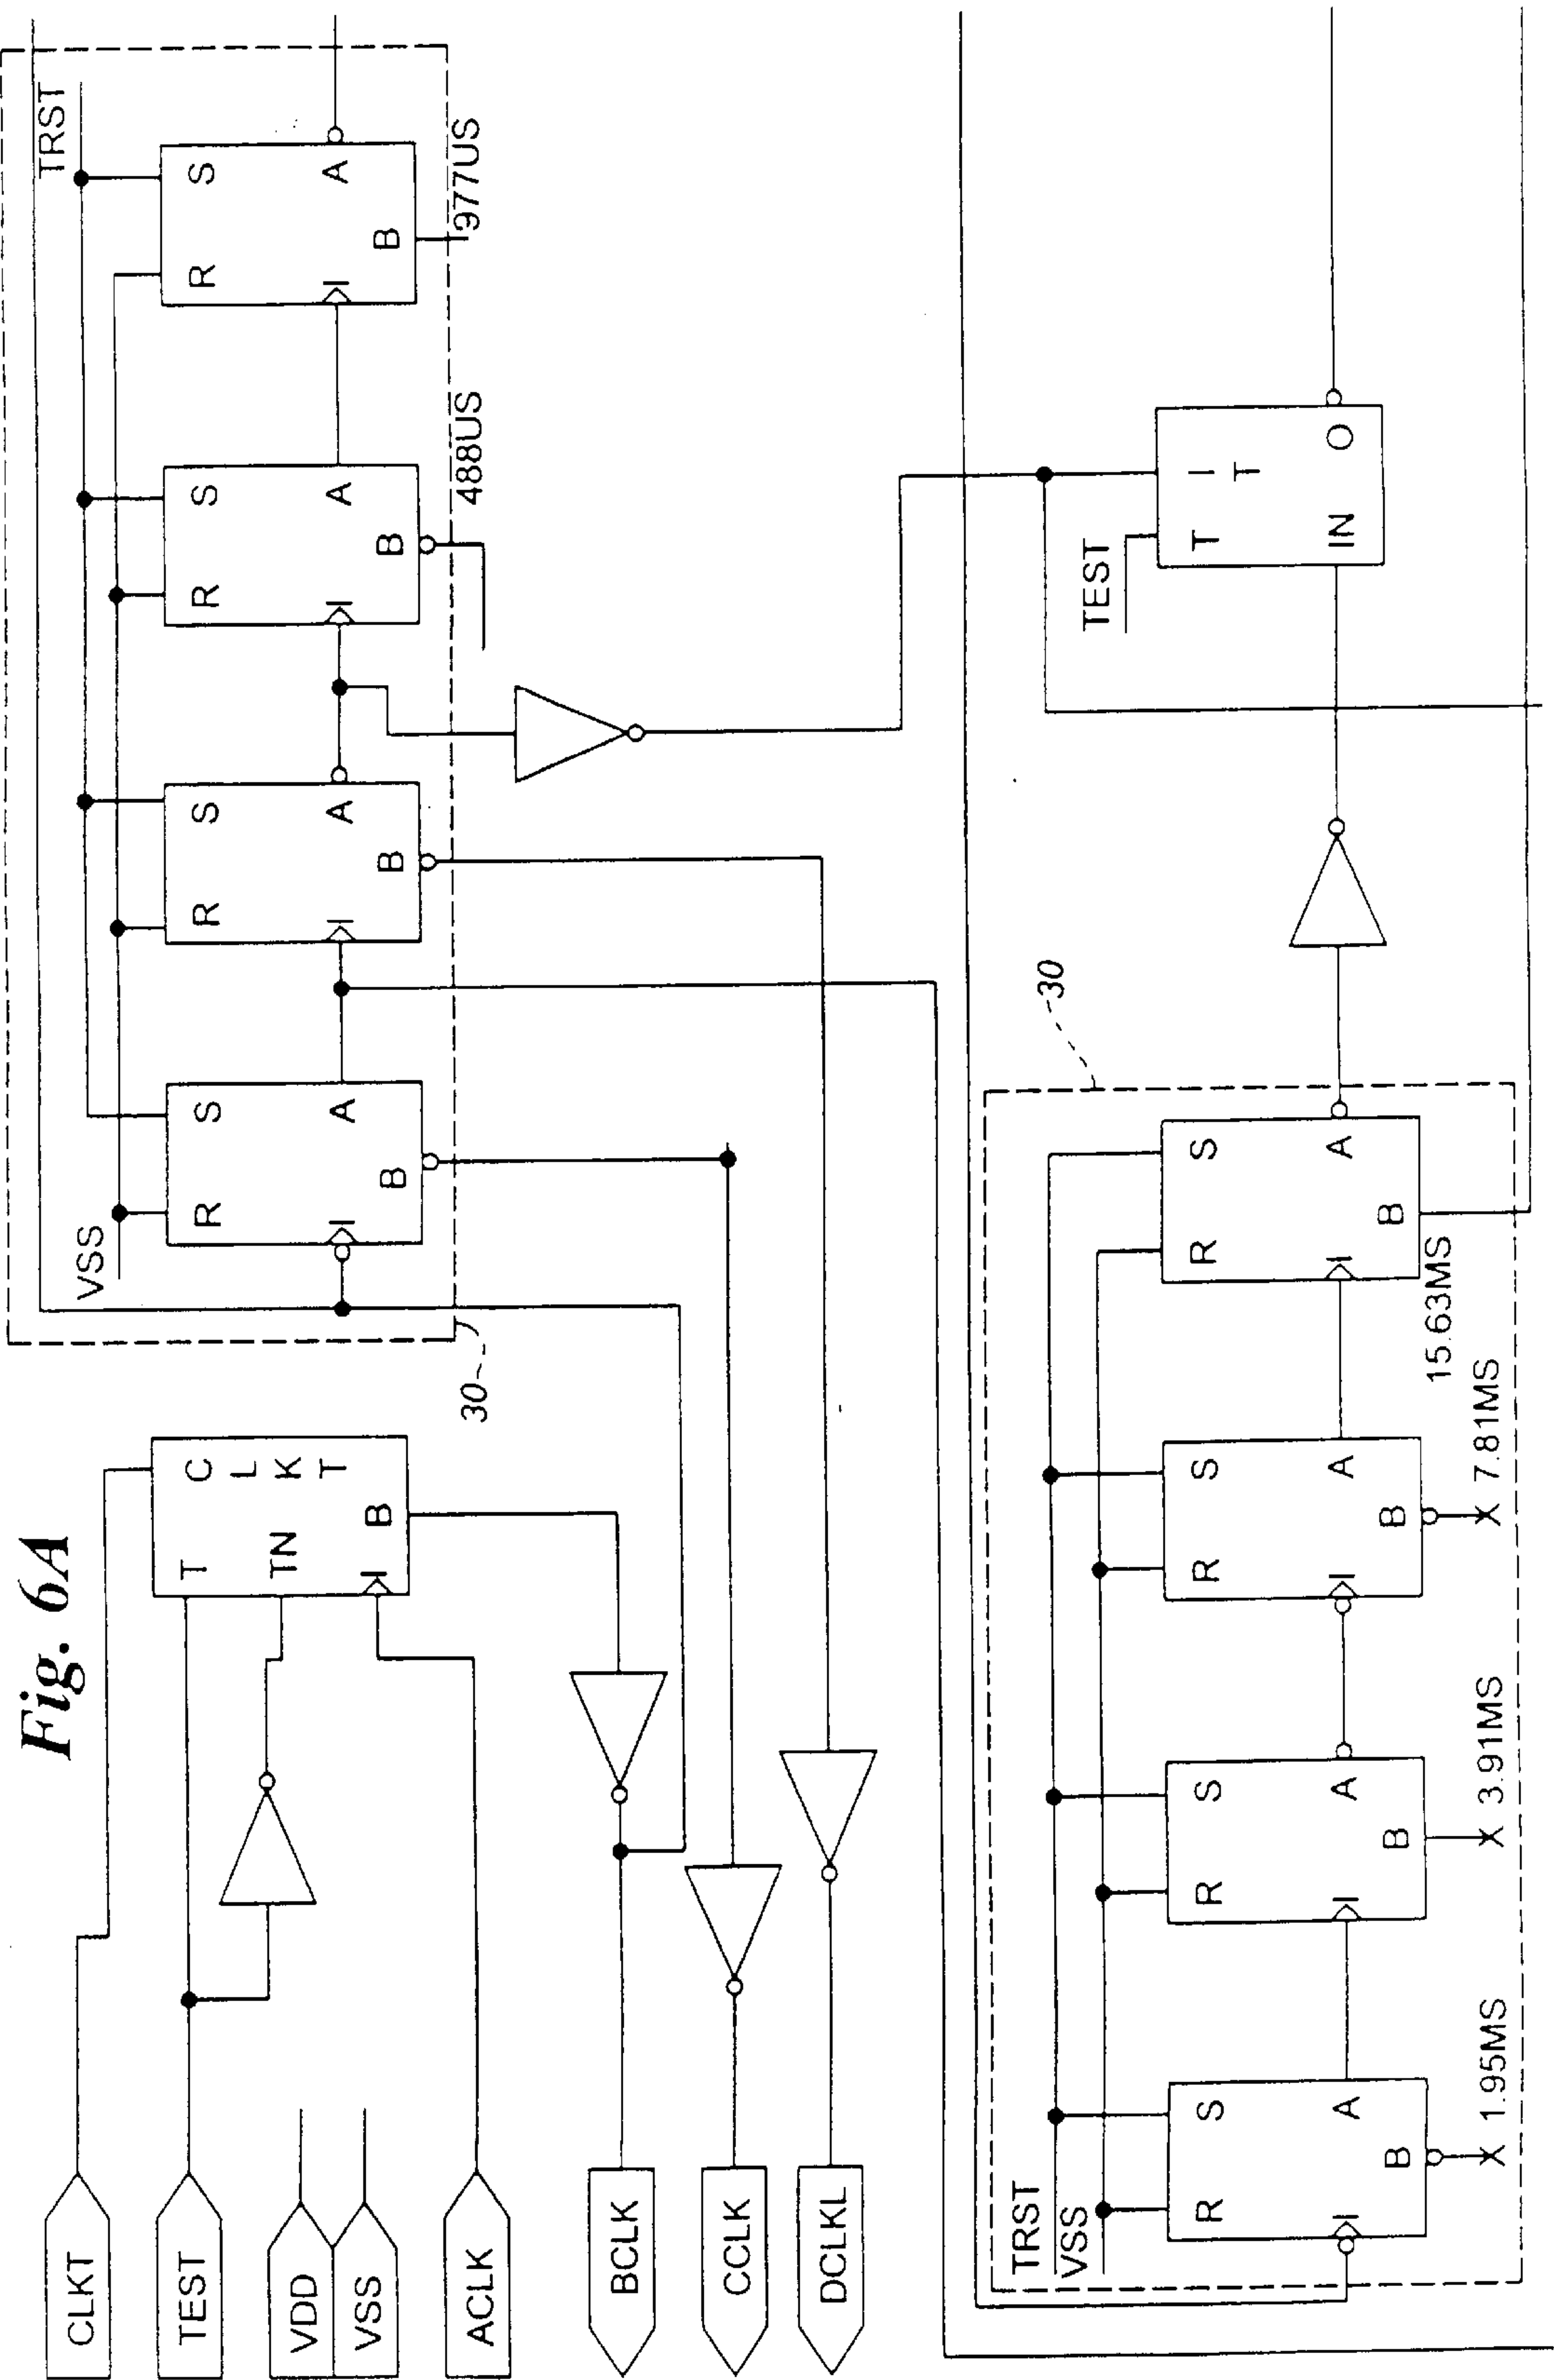 Fig. 6A
CLKT
TEST
VDD
VSS
ACLK
BCLK
CCLK
DCLKL
T
C
L
K
T
TN
I
B
30
VSS
TRST
R
S
I
A
B
R
S
I
A
B
R
S
I
A
B
488US
R
S
I
A
B
977US
30
TRST
VSS
R
S
I
A
B
X 1.95MS
R
S
I
A
B
X 3.91MS
R
S
I
A
B
X 7.81MS
R
S
I
A
B
15.63MS
TEST
T
I
T
IN
O